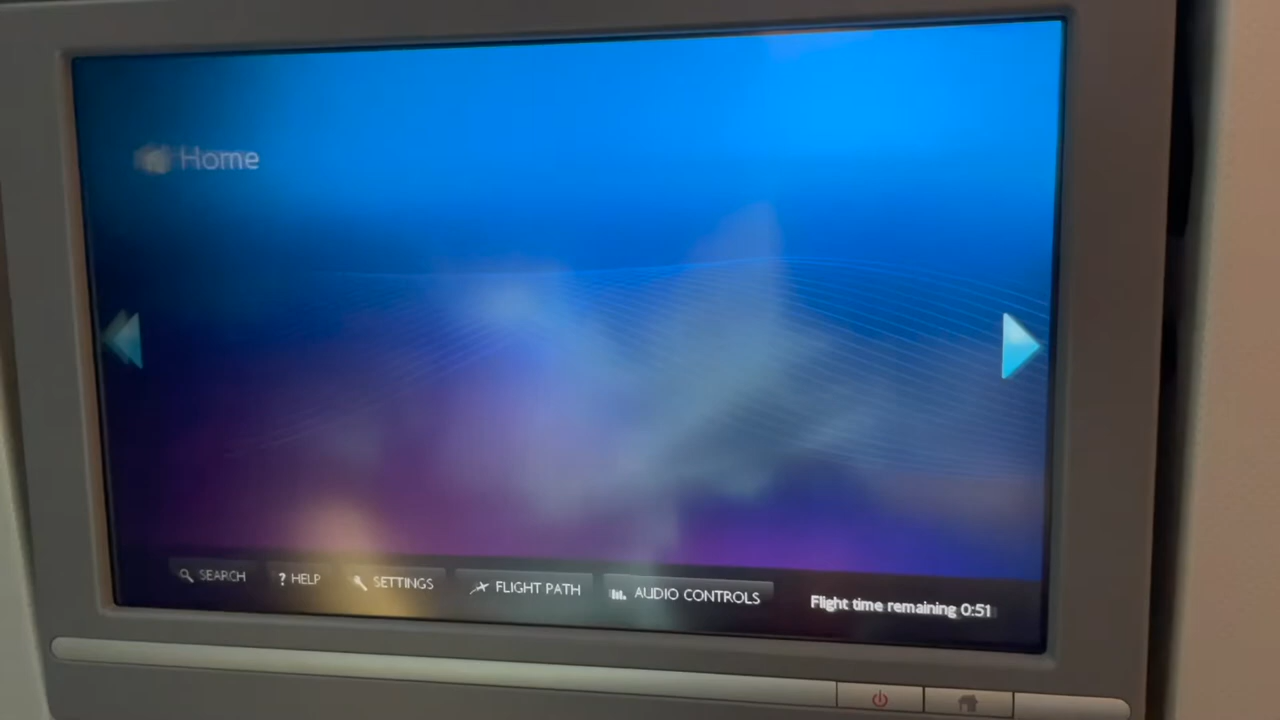 Home
SEARCH
? HELP
SETTINGS
FLIGHT PATH
AUDIO CONTROLS
Flight time remaining 0:51